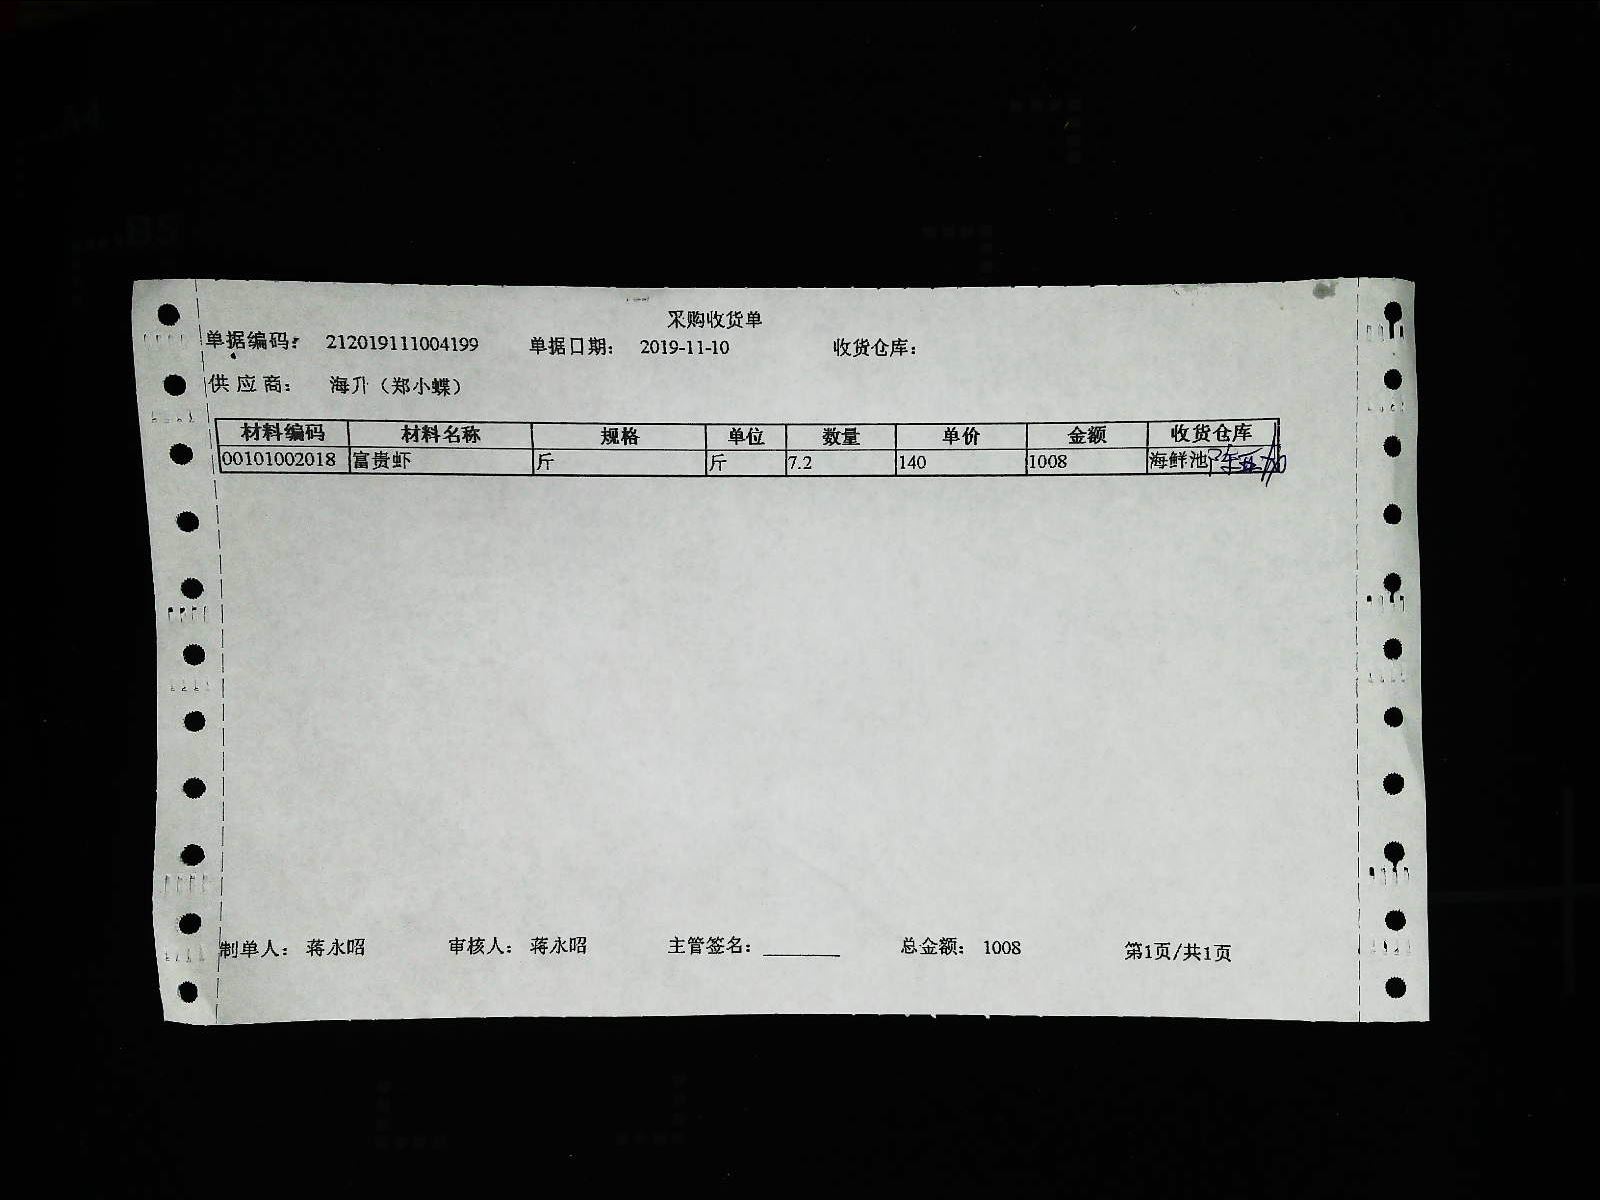 采购收货单
单据编码: 212019111004199 单据日期: 2019-11-10 收货仓库:
供应商: 海升（郑小蝶）
材料编码 材料名称 规格 单位 数量 单价 金额 收货仓库
00101002018 富贵虾 斤 斤 7.2 140 1008 海鲜池
制单人: 蒋永昭 审核人: 蒋永昭 主管签名: ________ 总金额: 1008 第1页/共1页